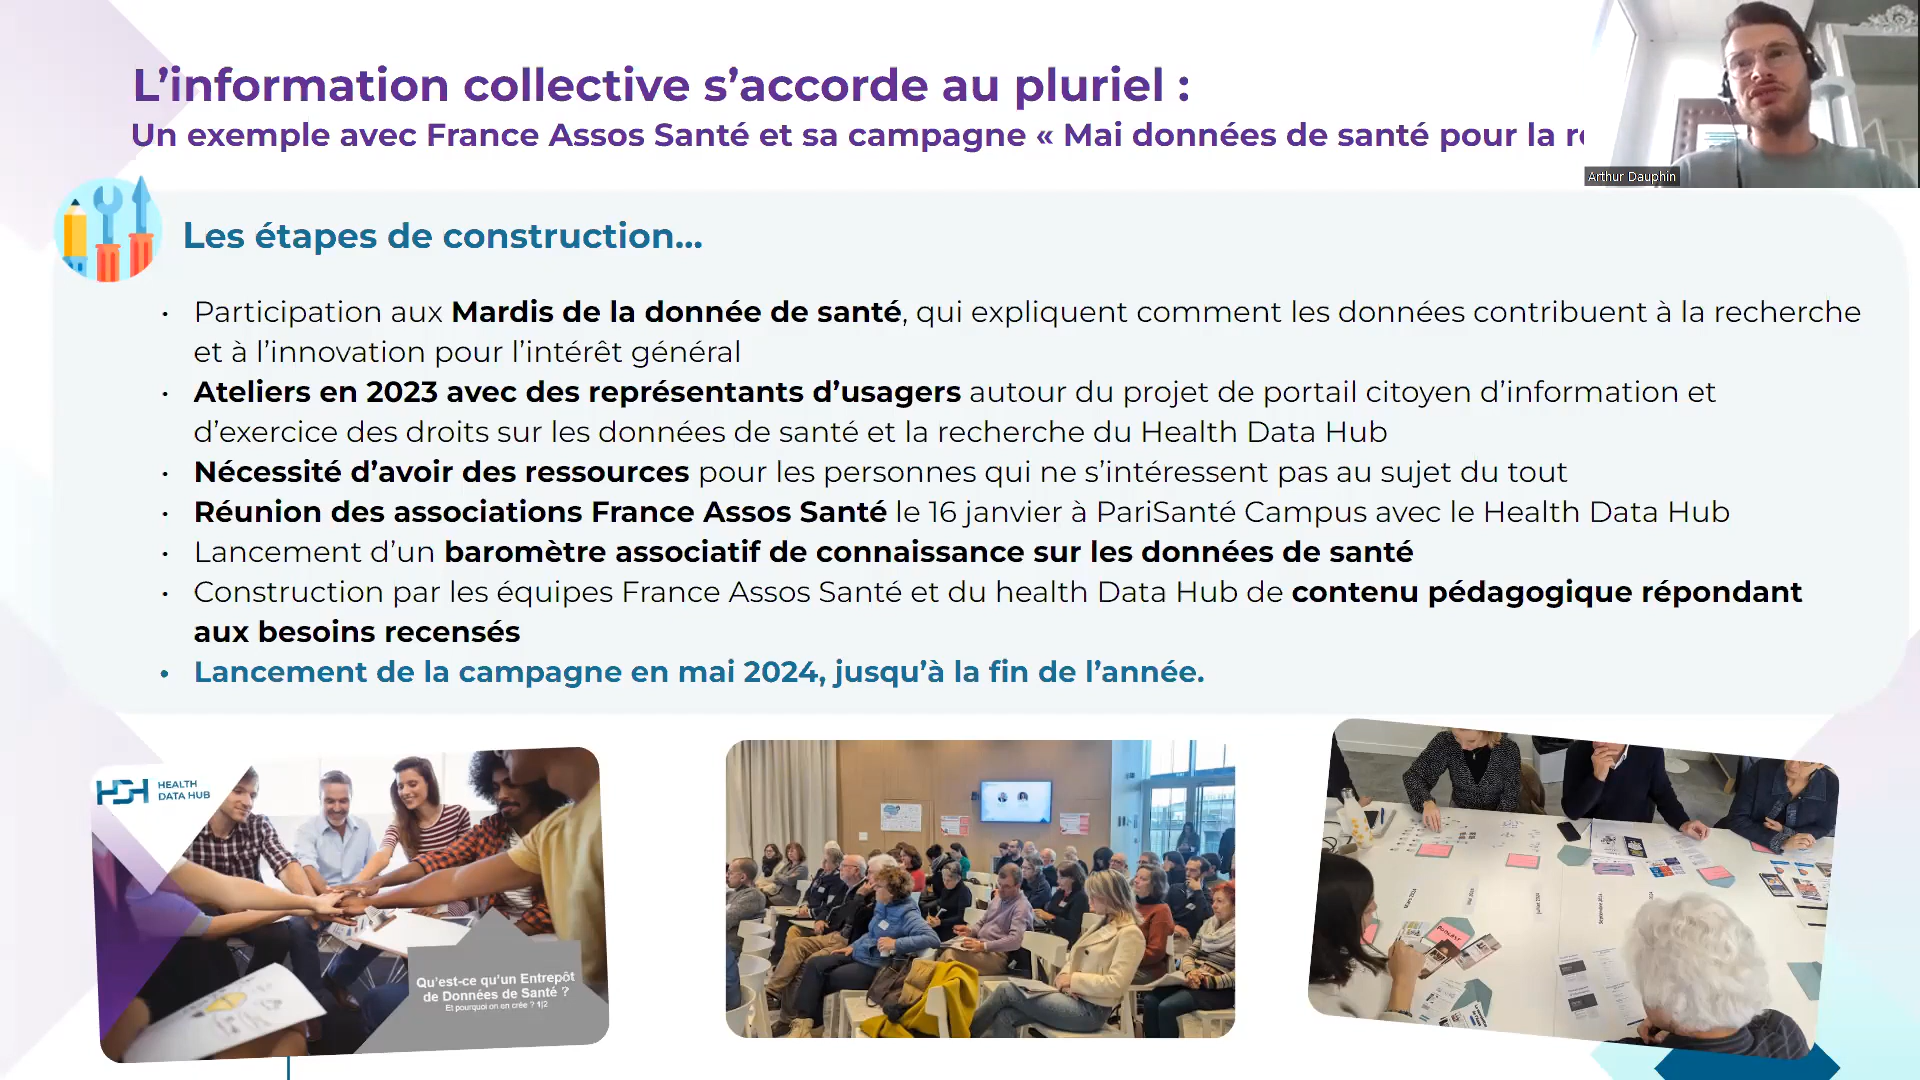 L’information collective s’accorde au pluriel :
Un exemple avec France Assos Santé et sa campagne « Mai données de santé pour la
Arthur Dauphin
Les étapes de construction...
• Participation aux Mardis de la donnée de santé, qui expliquent comment les données contribuent à la recherche
et à l’innovation pour l’intérêt général
• Ateliers en 2023 avec des représentants d’usagers autour du projet de portail citoyen d’information et
d’exercice des droits sur les données de santé et la recherche du Health Data Hub
• Nécessité d’avoir des ressources pour les personnes qui ne s’intéressent pas au sujet du tout
• Réunion des associations France Assos Santé le 16 janvier à PariSanté Campus avec le Health Data Hub
• Lancement d’un baromètre associatif de connaissance sur les données de santé
• Construction par les équipes France Assos Santé et du health Data Hub de contenu pédagogique répondant
aux besoins recensés
• Lancement de la campagne en mai 2024, jusqu’à la fin de l’année.
HDH HEALTH
DATA HUB
Qu’est-ce qu’un Entrepôt
de Données de Santé ?
Et pourquoi on en crée ? 1|2